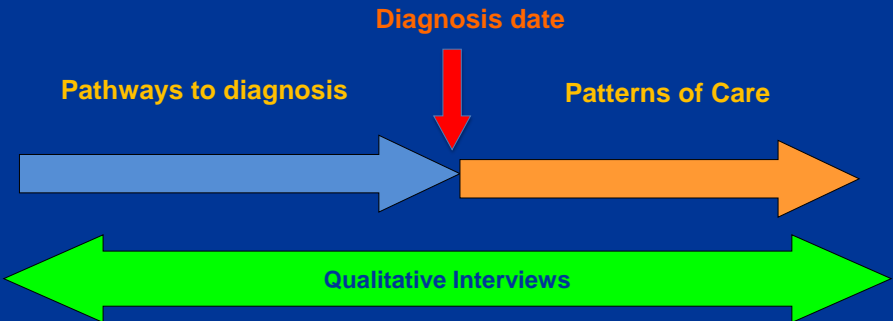 Diagnosis date
Pathways to diagnosis
Patterns of Care
Qualitative Interviews